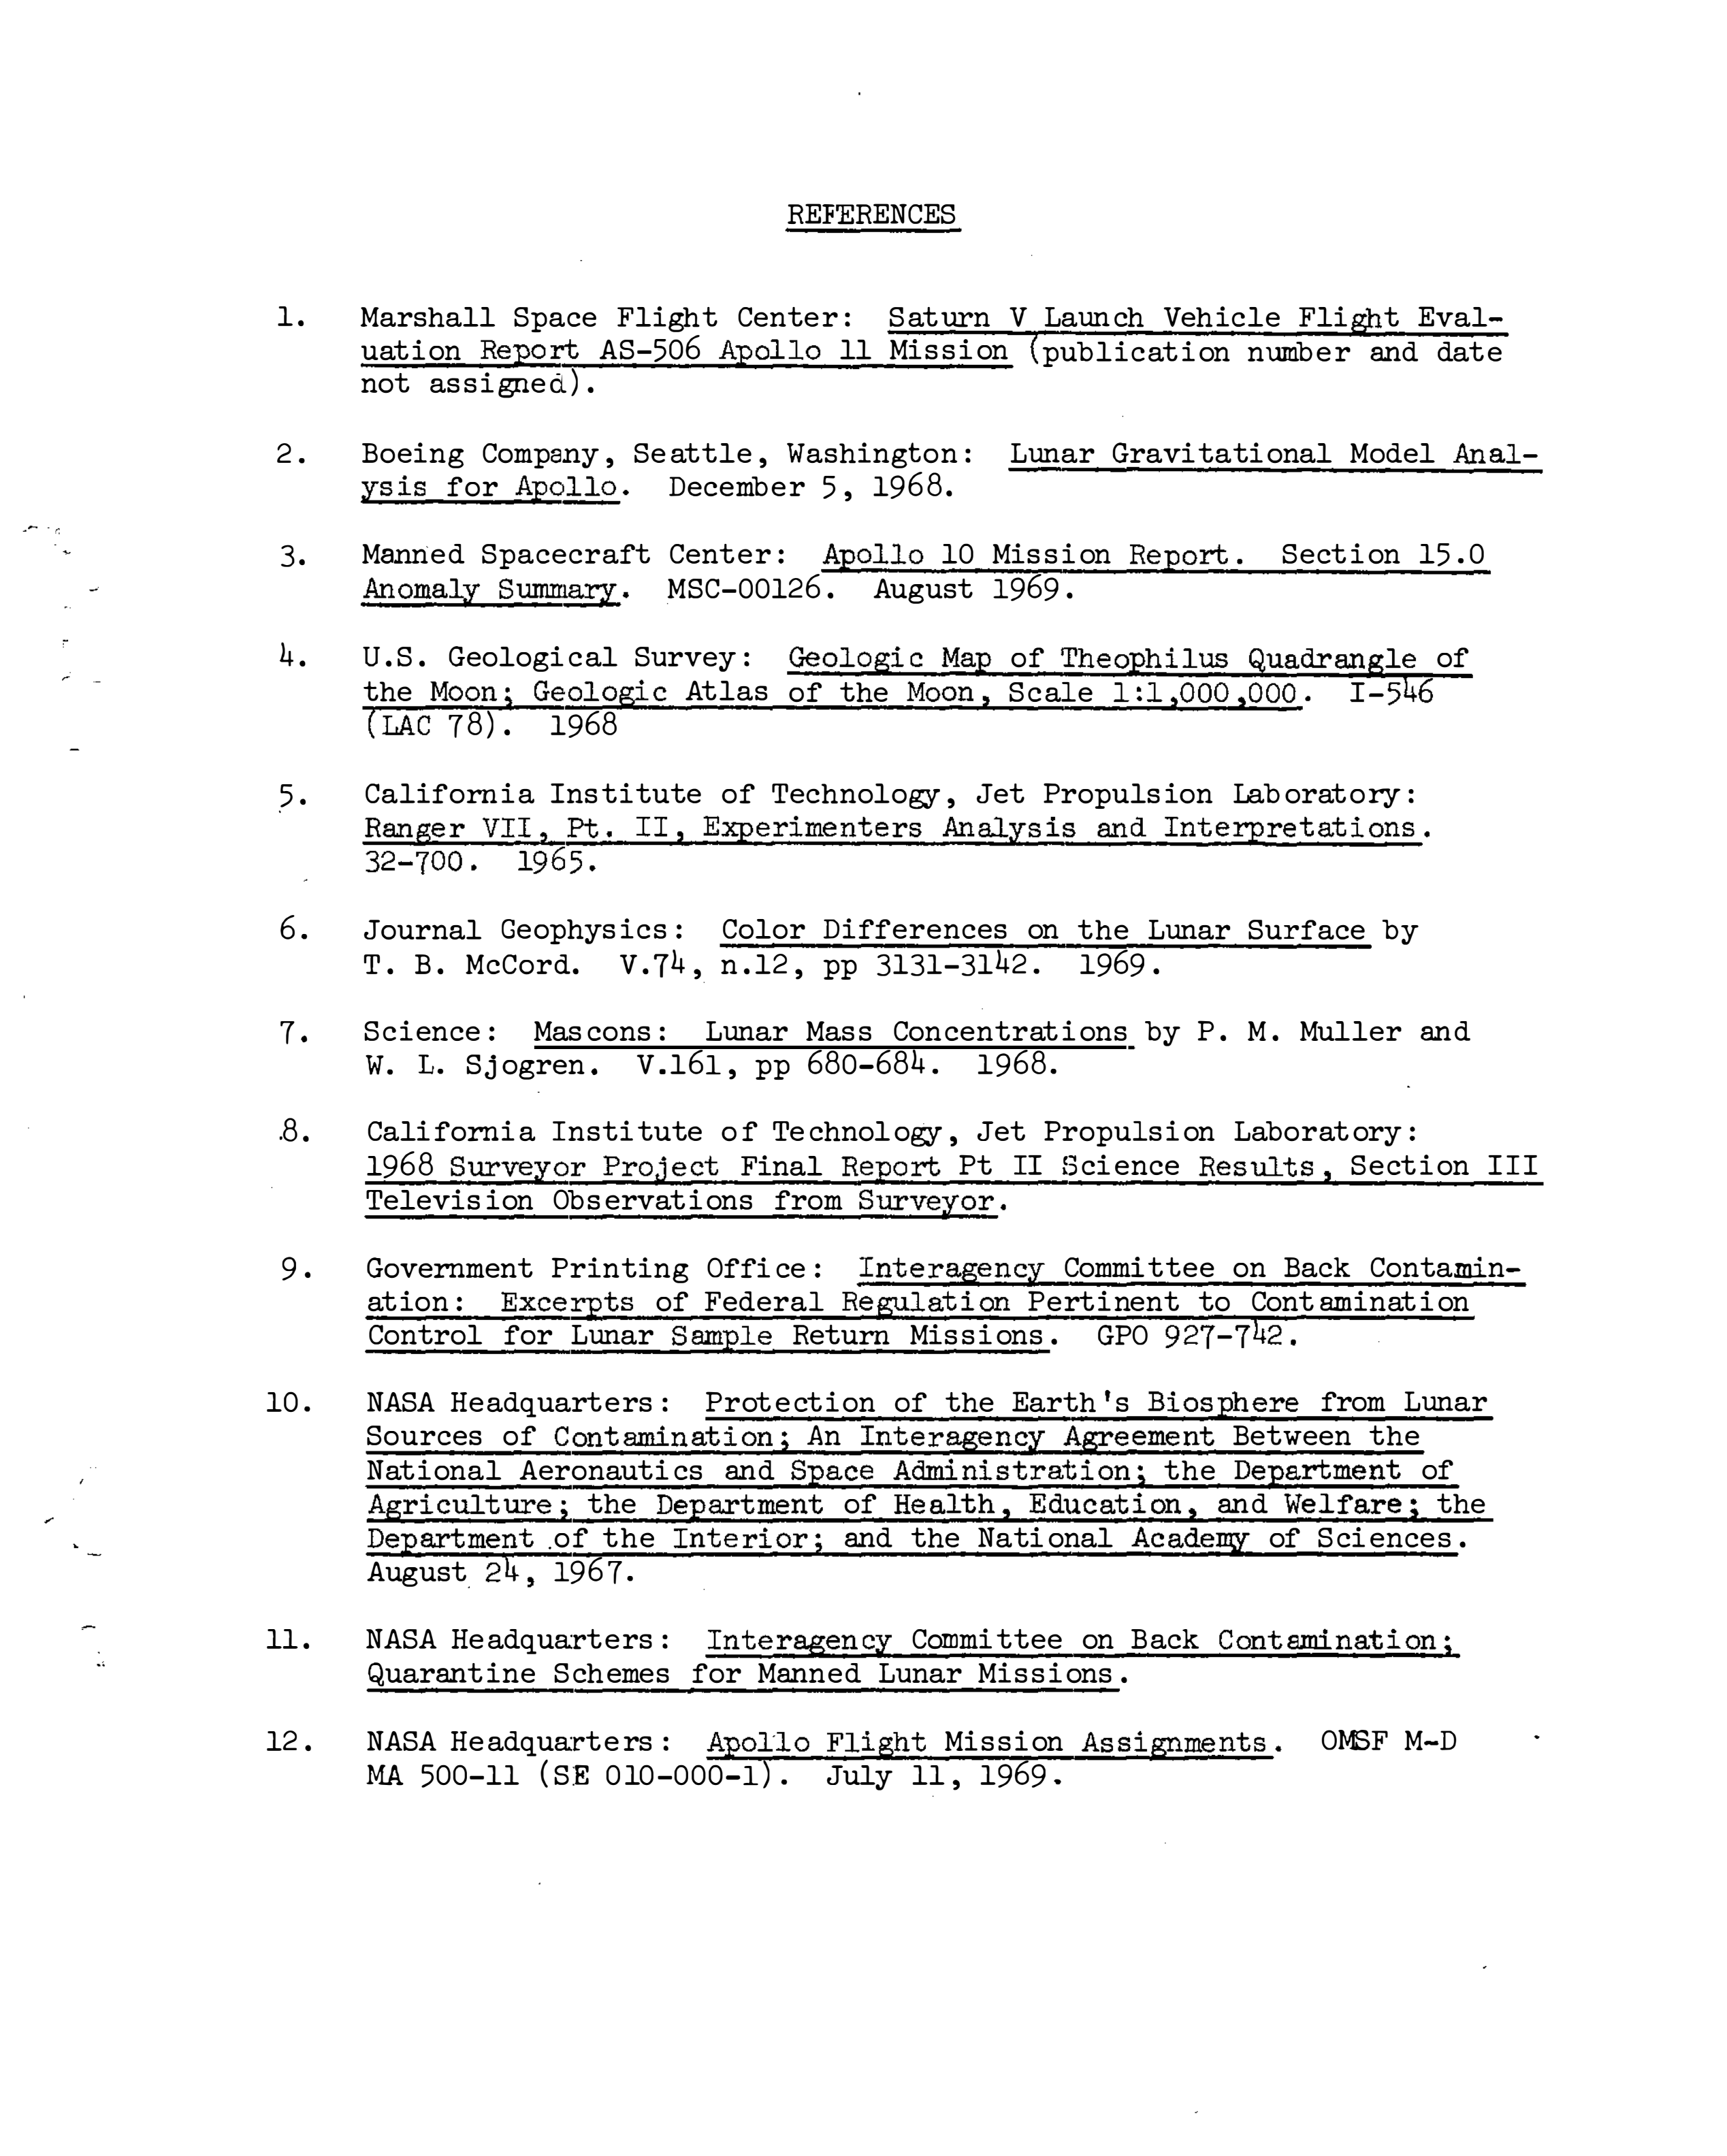 REFERENCES
1. Marshall Space Flight Center: Saturn V Launch Vehicle Flight Eval-
uation Report AS-506 Apollo 11 Mission (publication number and date
not assigned).
2. Boeing Company, Seattle, Washington: Lunar Gravitational Model Anal-
ysis for Apollo. December 5, 1968.
3. Manned Spacecraft Center: Apollo 10 Mission Report. Section 15.0
Anomaly Summary. MSC-00126. August 1969.
4. U.S. Geological Survey: Geologic Map of Theophilus Quadrangle of
the Moon; Geologic Atlas of the Moon, Scale 1:1,000,000. I-546
(LAC 78). 1968
5. California Institute of Technology, Jet Propulsion Laboratory:
Ranger VII, Pt. II, Experimenters Analysis and Interpretations.
32-700. 1965.
6. Journal Geophysics: Color Differences on the Lunar Surface by
T. B. McCord. V.74, n.12, pp 3131-3142. 1969.
7. Science: Mascons: Lunar Mass Concentrations by P. M. Muller and
W. L. Sjogren. V.161, pp 680-684. 1968.
8. California Institute of Technology, Jet Propulsion Laboratory:
1968 Surveyor Project Final Report Pt II Science Results, Section III
Television Observations from Surveyor.
9. Government Printing Office: Interagency Committee on Back Contamin-
ation: Excerpts of Federal Regulation Pertinent to Contamination
Control for Lunar Sample Return Missions. GPO 927-742.
10. NASA Headquarters: Protection of the Earth's Biosphere from Lunar
Sources of Contamination; An Interagency Agreement Between the
National Aeronautics and Space Administration; the Department of
Agriculture; the Department of Health, Education, and Welfare; the
Department of the Interior; and the National Academy of Sciences.
August 24, 1967.
11. NASA Headquarters: Interagency Committee on Back Contamination;
Quarantine Schemes for Manned Lunar Missions.
12. NASA Headquarters: Apollo Flight Mission Assignments. OMSF M-D
MA 500-11 (SE 010-000-1). July 11, 1969.